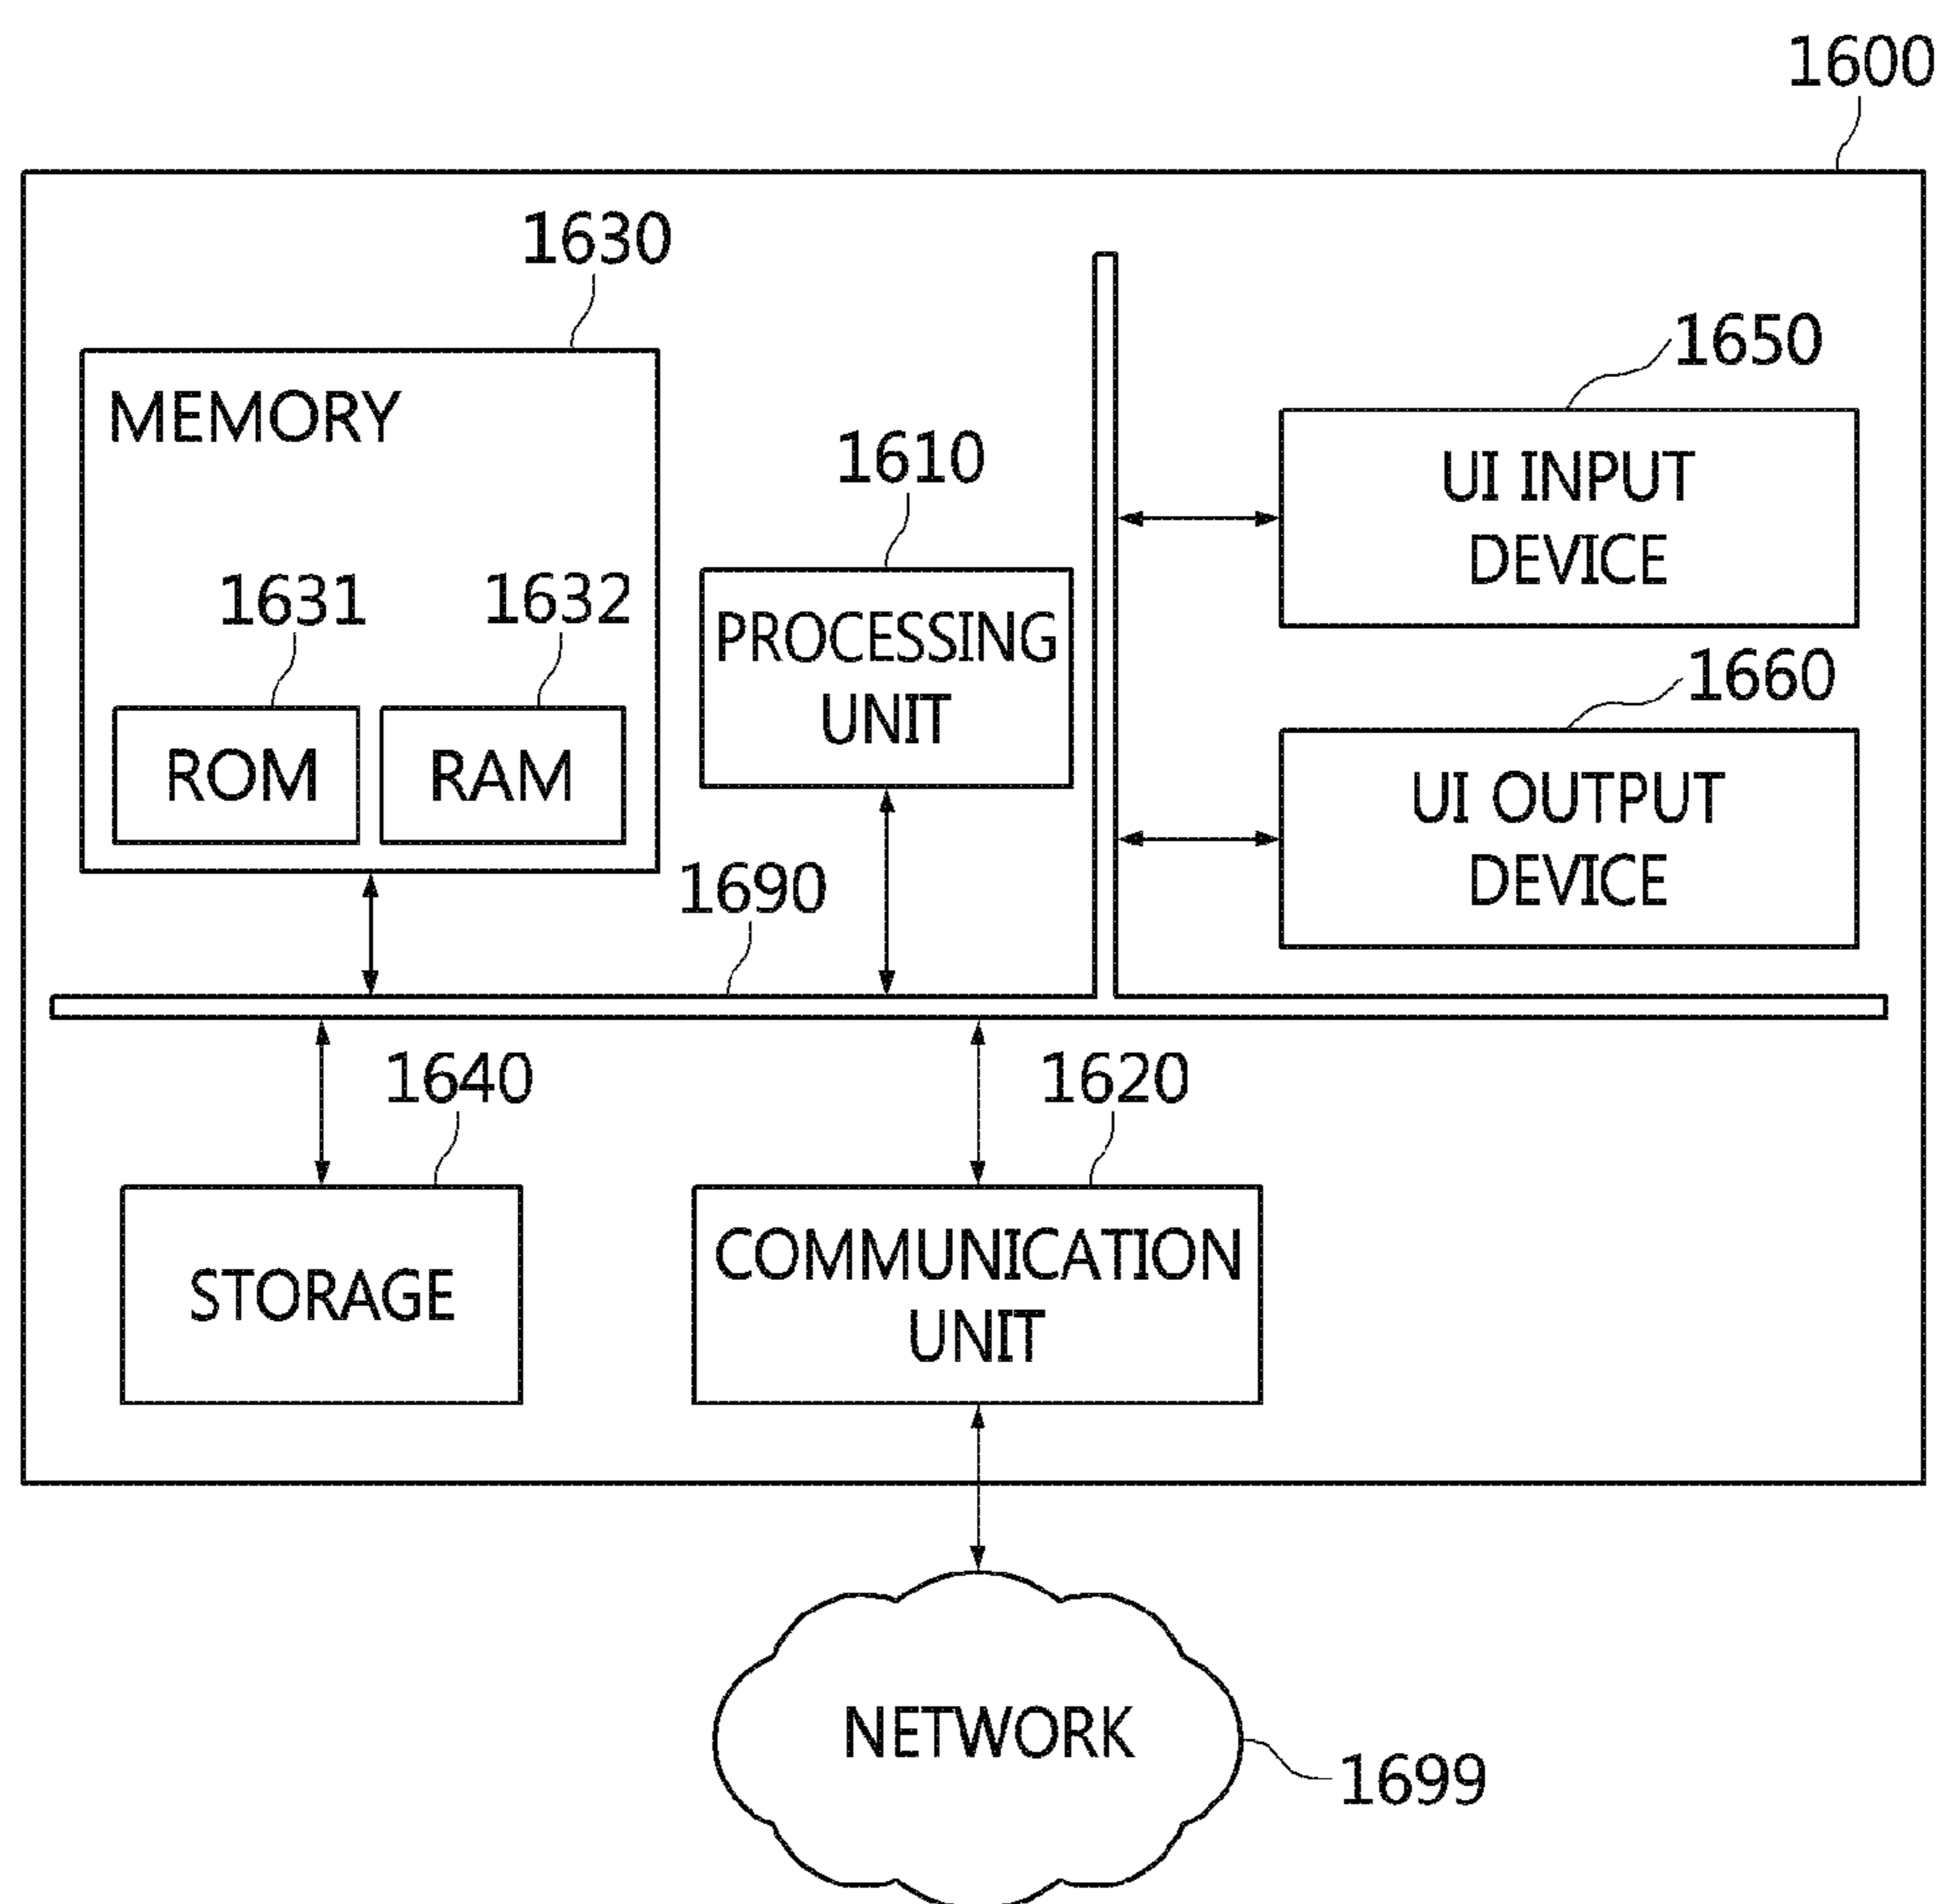 1600
1630
MEMORY
1650
UI INPUT
DEVICE
1610
PROCESSING
UNIT
1631
1632
ROM
RAM
1660
UI OUTPUT
DEVICE
1690
1640
1620
STORAGE
COMMUNICATION
UNIT
NETWORK
1699